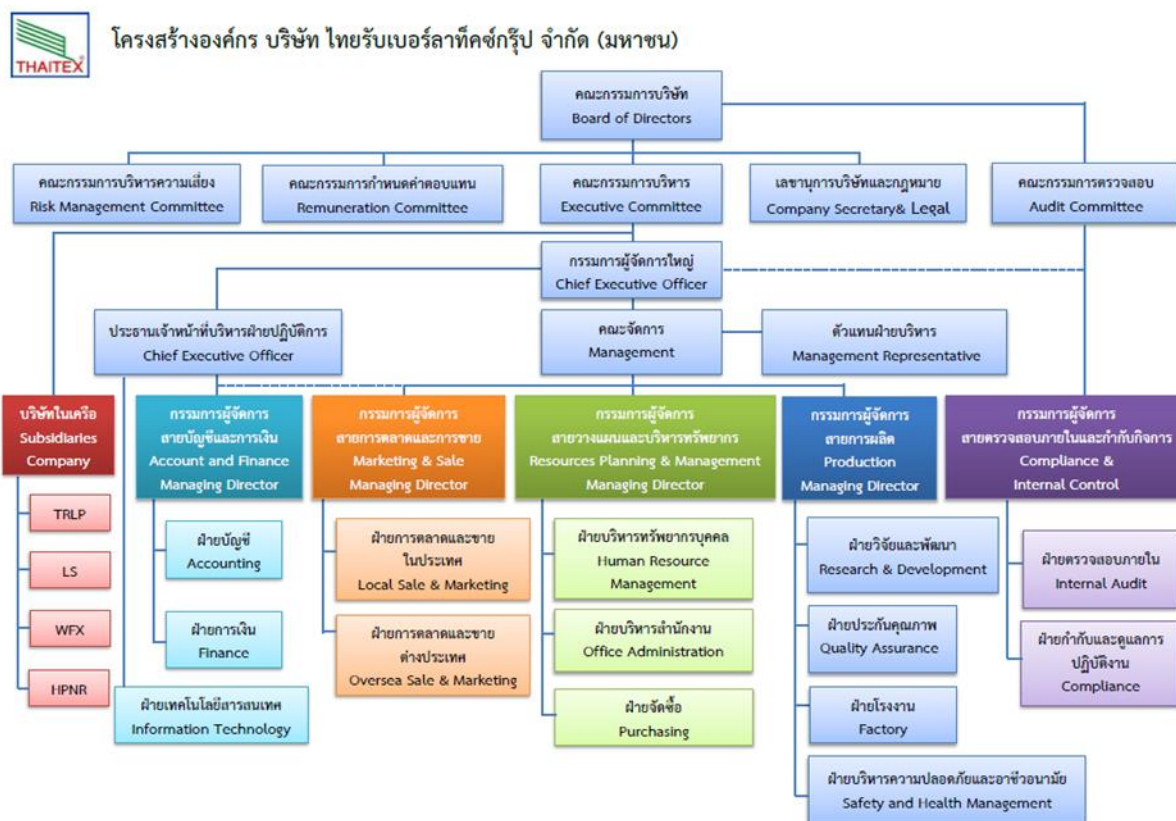 THAITEX
โครงสร้างองค์กร บริษัท ไทยรับเบอร์ลาเท็คซ์กรุ๊ป จำกัด (มหาชน)
คณะกรรมการบริษัท
Board of Directors
คณะกรรมการบริหารความเสี่ยง
Risk Management Committee
คณะกรรมการกำหนดค่าตอบแทน
Remuneration Committee
คณะกรรมการบริหาร
Executive Committee
เลขานุการบริษัทและกฎหมาย
Company Secretary& Legal
คณะกรรมการตรวจสอบ
Audit Committee
กรรมการผู้จัดการใหญ่
Chief Executive Officer
ประธานเจ้าหน้าที่บริหารฝ่ายปฏิบัติการ
Chief Executive Officer
คณะจัดการ
Management
ตัวแทนฝ่ายบริหาร
Management Representative
บริษัทในเครือ
Subsidiaries
Company
TRLP
LS
WFX
HPNR
กรรมการผู้จัดการ
สายบัญชีและการเงิน
Account and Finance
Managing Director
ฝ่ายบัญชี
Accounting
ฝ่ายการเงิน
Finance
ฝ่ายเทคโนโลยีสารสนเทศ
Information Technology
กรรมการผู้จัดการ
สายการตลาดและการขาย
Marketing & Sale
Managing Director
ฝ่ายการตลาดและขาย
ในประเทศ
Local Sale & Marketing
ฝ่ายการตลาดและขาย
ต่างประเทศ
Oversea Sale & Marketing
กรรมการผู้จัดการ
สายวางแผนและบริหารทรัพยากร
Resources Planning & Management
Managing Director
ฝ่ายบริหารทรัพยากรบุคคล
Human Resource
Management
ฝ่ายบริหารสำนักงาน
Office Administration
ฝ่ายจัดซื้อ
Purchasing
กรรมการผู้จัดการ
สายการผลิต
Production
Managing Director
ฝ่ายวิจัยและพัฒนา
Research & Development
ฝ่ายประกันคุณภาพ
Quality Assurance
ฝ่ายโรงงาน
Factory
ฝ่ายบริหารความปลอดภัยและอาชีวอนามัย
Safety and Health Management
กรรมการผู้จัดการ
สายตรวจสอบภายในและกำกับกิจการ
Compliance &
Internal Control
ฝ่ายตรวจสอบภายใน
Internal Audit
ฝ่ายกำกับและดูแลการ
ปฏิบัติงาน
Compliance